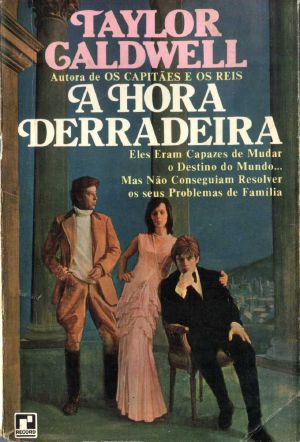 TAYLOR
CALDWELL
Autora de OS CAPITÃES E OS REIS
A HORA
DERRADEIRA
Eles Eram Capazes de Mudar
o Destino do Mundo...
Mas Não Conseguiam Resolver
os seus Problemas de Família
RECORD